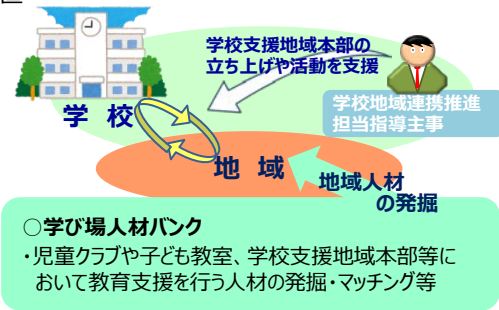 学校支援地域本部の
立ち上げや活動を支援
学校地域連携推進
担当指導主事
学 校
地 域
地域人材
の発掘
○学び場人材バンク
・児童クラブや子ども教室、学校支援地域本部等に
おいて教育支援を行う人材の発掘・マッチング等